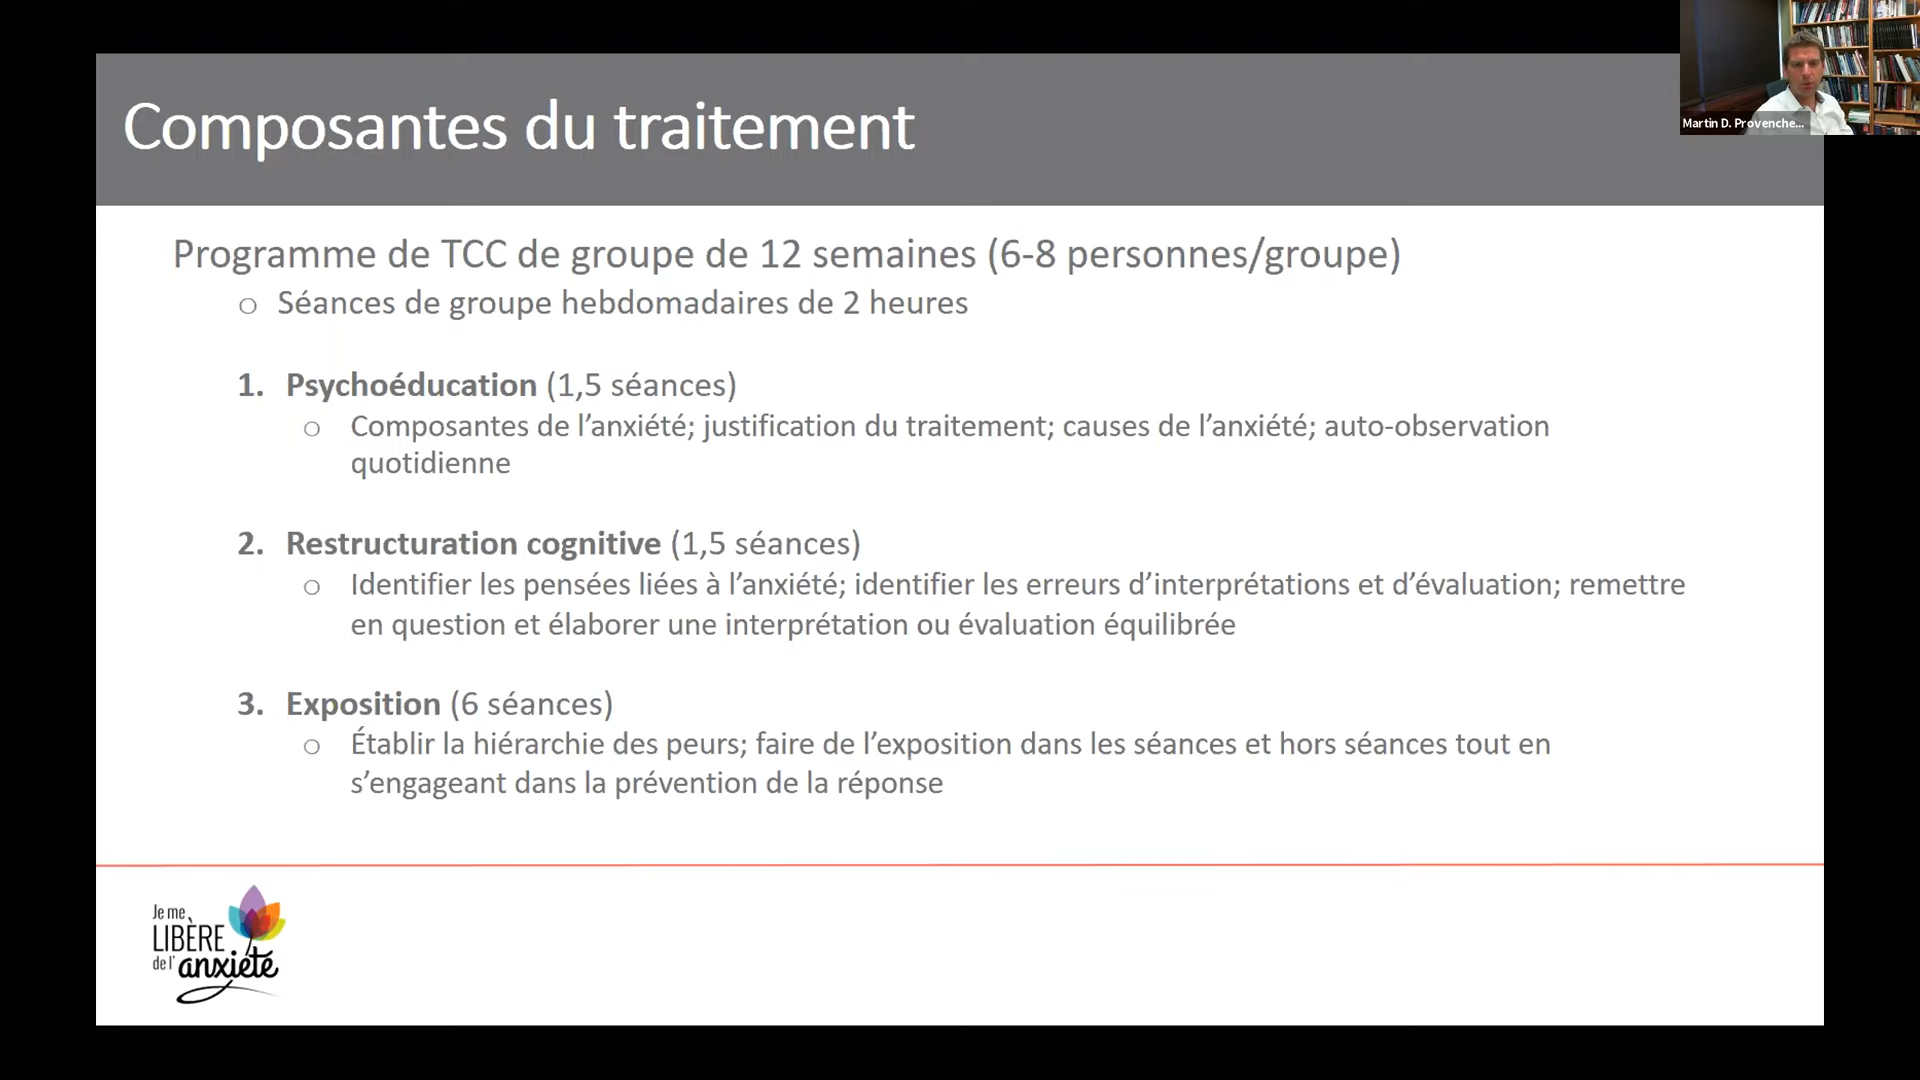 Composantes du traitement
Martin D. Provenche...
Programme de TCC de groupe de 12 semaines (6-8 personnes/groupe)
o Séances de groupe hebdomadaires de 2 heures
1. Psychoéducation (1,5 séances)
o Composantes de l’anxiété; justification du traitement; causes de l’anxiété; auto-observation
quotidienne
2. Restructuration cognitive (1,5 séances)
o Identifier les pensées liées à l’anxiété; identifier les erreurs d’interprétations et d’évaluation; remettre
en question et élaborer une interprétation ou évaluation équilibrée
3. Exposition (6 séances)
o Établir la hiérarchie des peurs; faire de l’exposition dans les séances et hors séances tout en
s’engageant dans la prévention de la réponse
Je me
LIBÈRE
de l’ anxiété